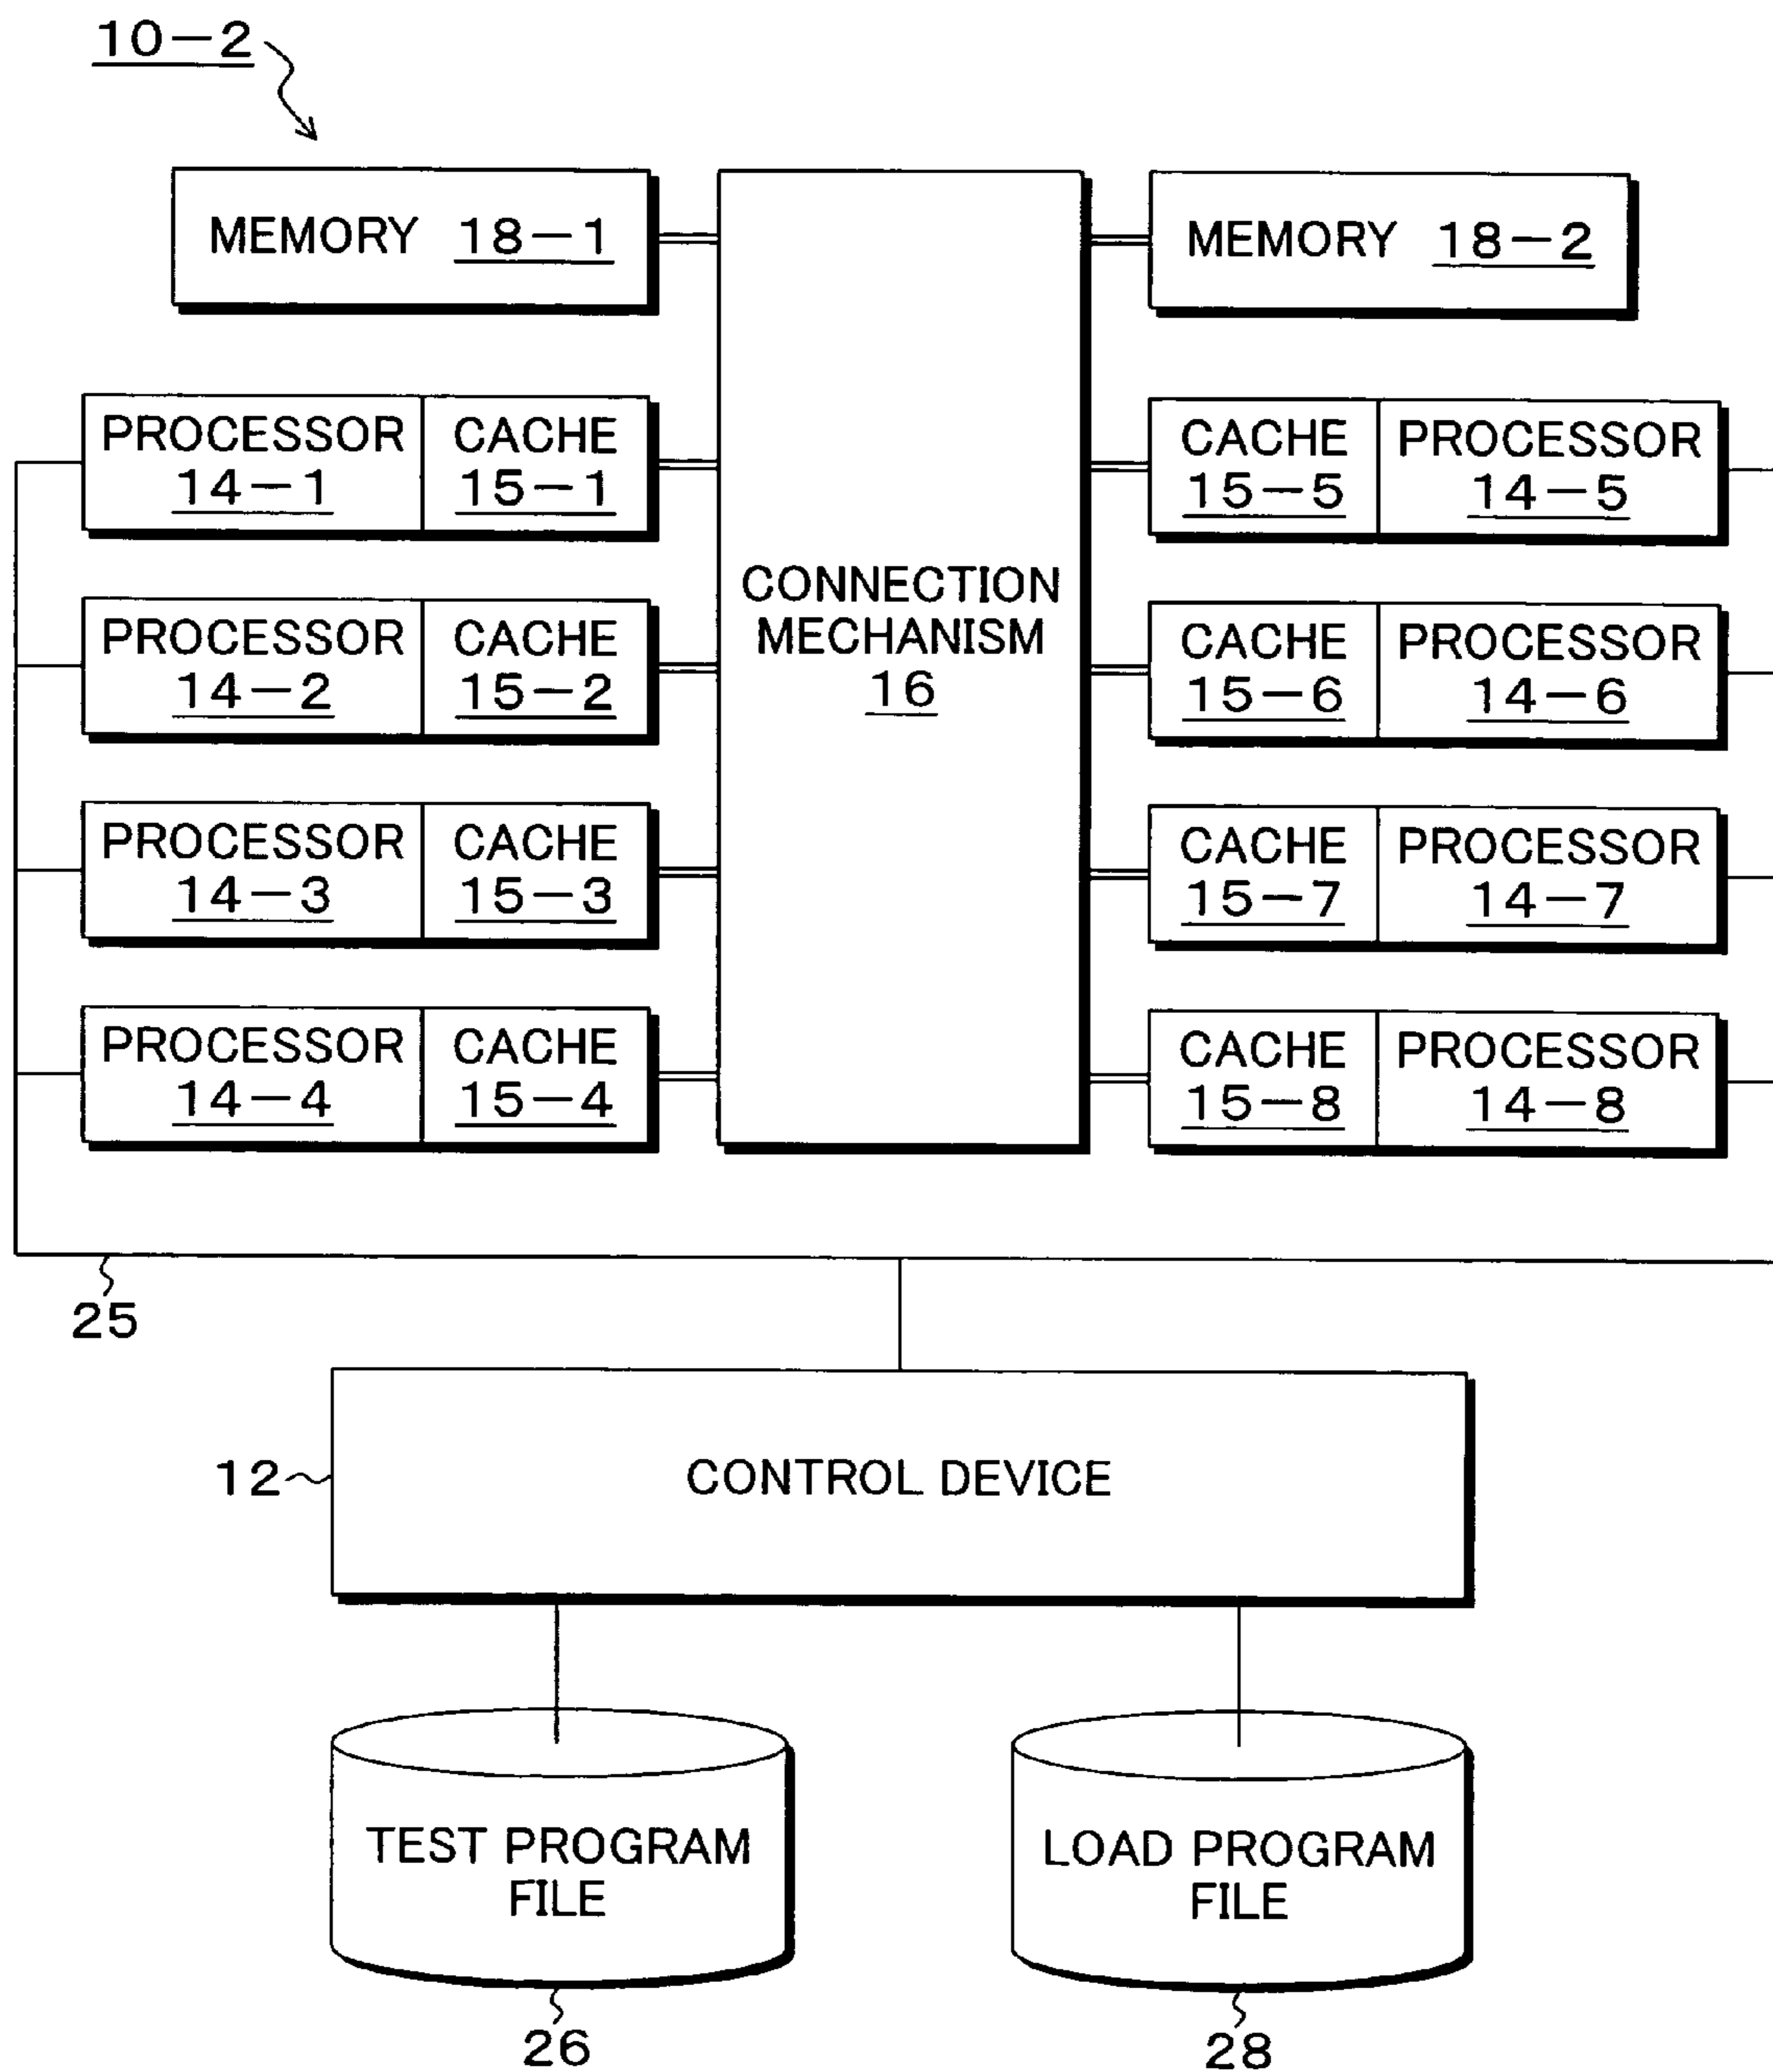 10-2
MEMORY 18-1
MEMORY 18-2
PROCESSOR 14-1
CACHE 15-1
PROCESSOR 14-2
CACHE 15-2
PROCESSOR 14-3
CACHE 15-3
PROCESSOR 14-4
CACHE 15-4
CONNECTION
MECHANISM
16
CACHE 15-5
PROCESSOR 14-5
CACHE 15-6
PROCESSOR 14-6
CACHE 15-7
PROCESSOR 14-7
CACHE 15-8
PROCESSOR 14-8
25
12
CONTROL DEVICE
TEST PROGRAM
FILE
26
LOAD PROGRAM
FILE
28